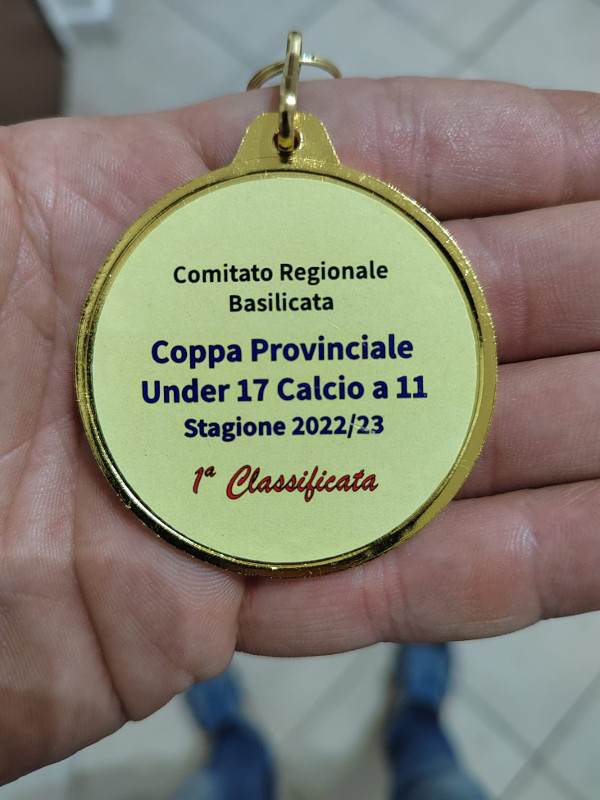 Comitato Regionale
Basilicata
Coppa Provinciale
Under 17 Calcio a 11
Stagione 2022/23
1ª Classificata